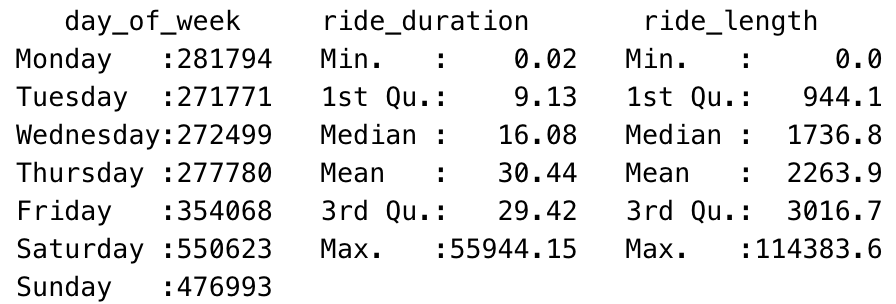 day_of_week ride_duration ride_length
Monday :281794 Min. : 0.02 Min. : 0.0
Tuesday :271771 1st Qu.: 9.13 1st Qu.: 944.1
Wednesday:272499 Median : 16.08 Median : 1736.8
Thursday :277780 Mean : 30.44 Mean : 2263.9
Friday :354068 3rd Qu.: 29.42 3rd Qu.: 3016.7
Saturday :550623 Max. :55944.15 Max. :114383.6
Sunday :476993